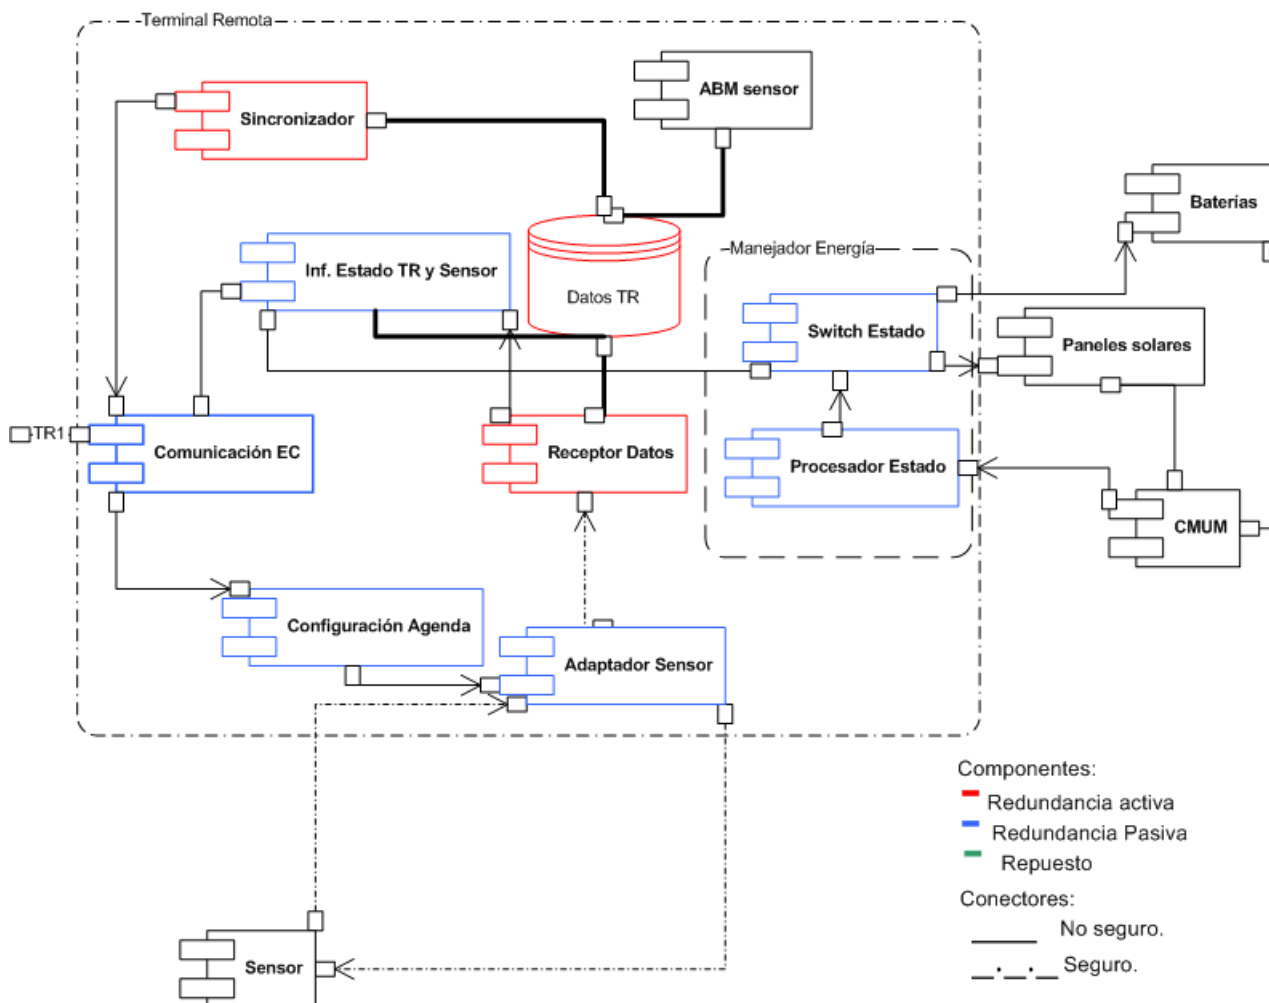 Terminal Remota
ABM sensor
Sincronizador
Baterías
Manejador Energía
Inf. Estado TR y Sensor
Datos TR
Switch Estado
Paneles solares
TR1
Comunicación EC
Receptor Datos
Procesador Estado
CMUM
Configuración Agenda
Adaptador Sensor
Componentes:
Redundancia activa
Redundancia Pasiva
Repuesto
Conectores:
No seguro.
Seguro.
Sensor